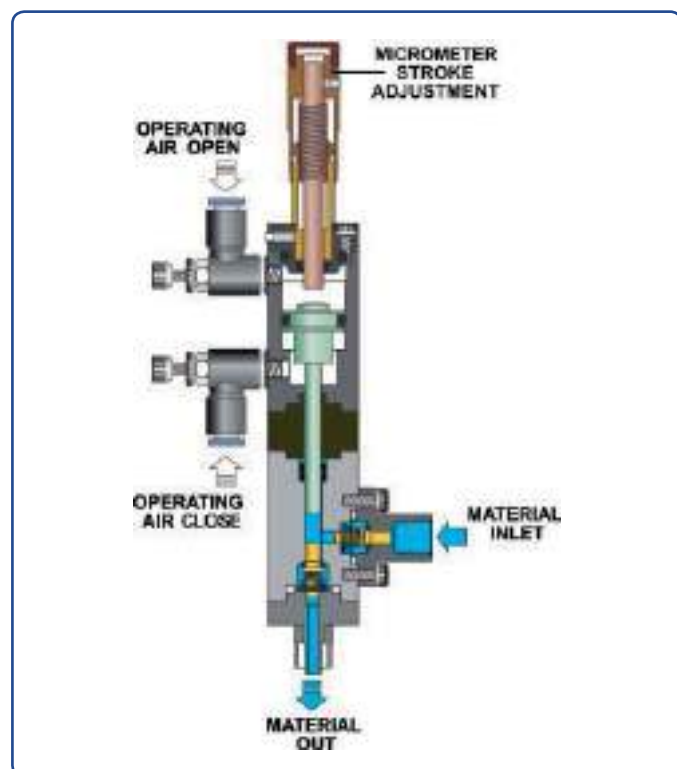 MICROMETER
STROKE
ADJUSTMENT
OPERATING
AIR OPEN
OPERATING
AIR CLOSE
MATERIAL
INLET
MATERIAL
OUT